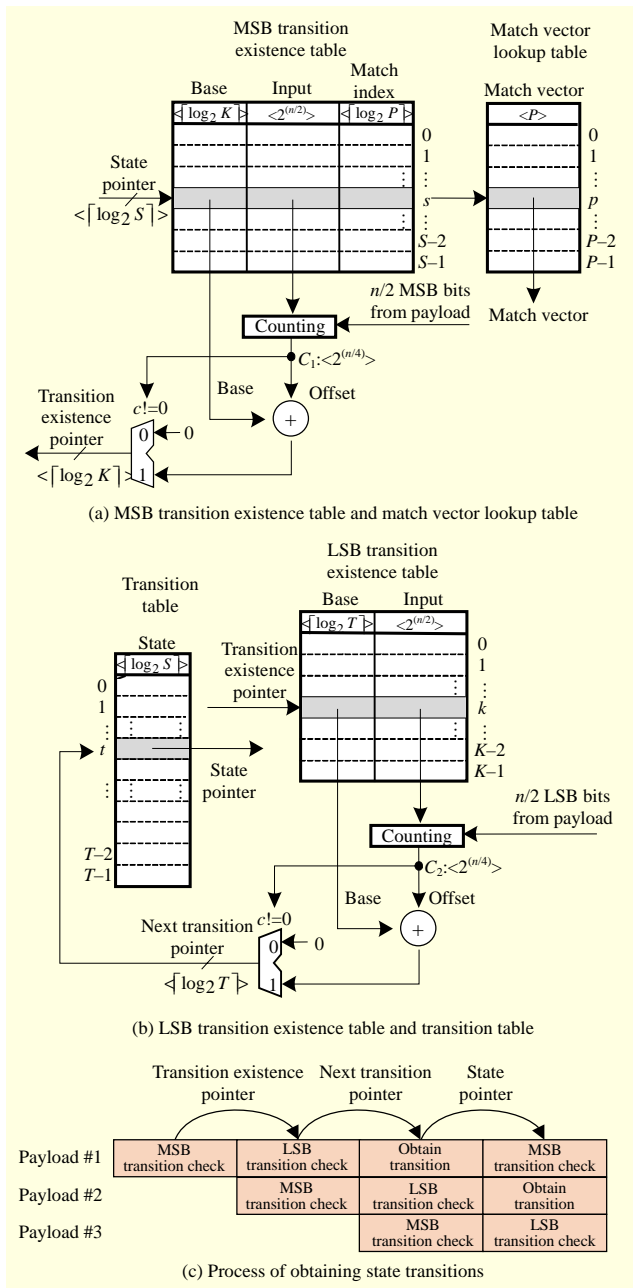 MSB transition
existence table
Match vector
lookup table
Base
Input
Match
index
Match vector
<⌈log2 K⌉>
<2^(n/2)>
<⌈log2 P⌉>
<P>
0
1
⋮
s
⋮
S–2
S–1
0
1
⋮
p
⋮
P–2
P–1
State
pointer
<⌈log2 S⌉>
n/2 MSB bits
from payload
Match vector
Counting
C1:<2^(n/4)>
Base
Offset
Transition
existence
pointer
c!=0
0
0
+
<⌈log2 K⌉>
1
(a) MSB transition existence table and match vector lookup table
LSB transition
existence table
Transition
table
Base
Input
State
<⌈log2 T⌉>
<2^(n/2)>
<⌈log2 S⌉>
Transition
existence
pointer
0
1
⋮
k
⋮
K–2
K–1
0
1
⋮
t
⋮
T–2
T–1
State
pointer
n/2 LSB bits
from payload
Counting
C2:<2^(n/4)>
Base
Offset
c!=0
Next transition
pointer
0
0
+
<⌈log2 T⌉>
1
(b) LSB transition existence table and transition table
Transition existence
pointer
Next transition
pointer
State
pointer
Payload #1
MSB
transition check
LSB
transition check
Obtain
transition
MSB
transition check
Payload #2
MSB
transition check
LSB
transition check
Obtain
transition
Payload #3
MSB
transition check
LSB
transition check
(c) Process of obtaining state transitions